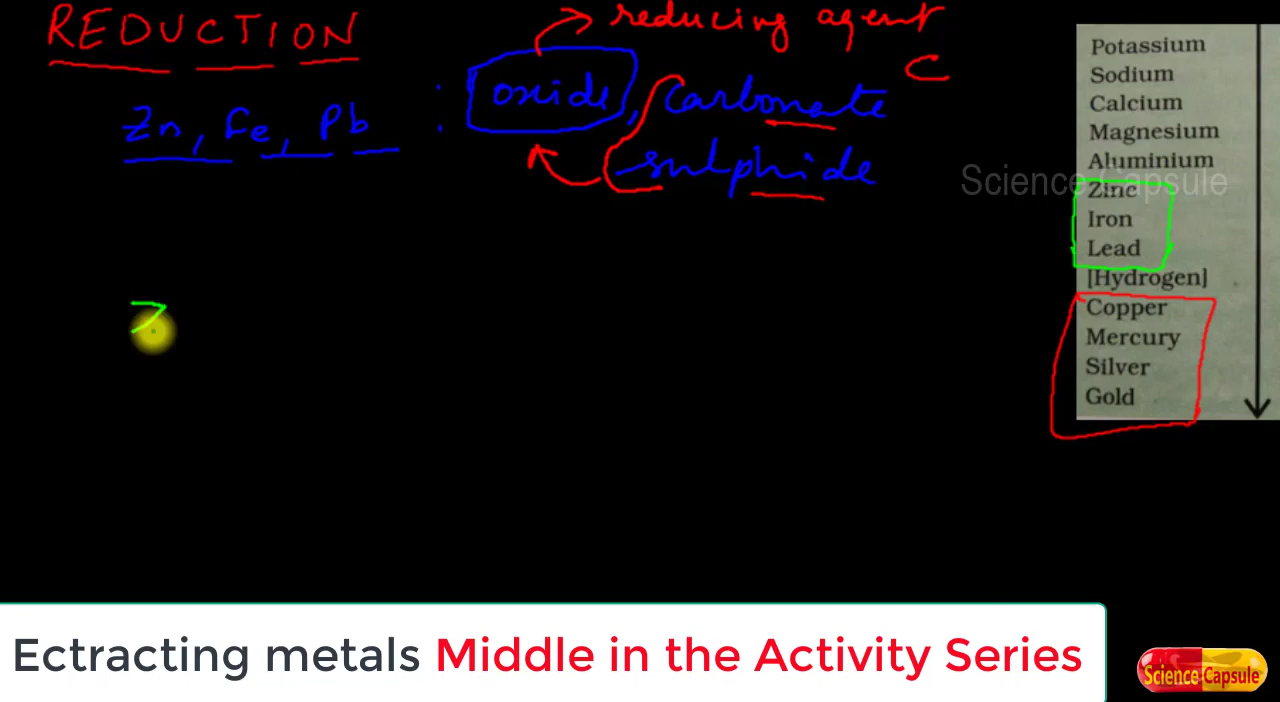 REDUCTION
reducing agent
C
Zn, Fe, Pb : oxide, carbonate
sulphide
Potassium
Sodium
Calcium
Magnesium
Aluminium
Zinc
Iron
Lead
[Hydrogen]
Copper
Mercury
Silver
Gold
Science Capsule
Ectracting metals Middle in the Activity Series
Science Capsule